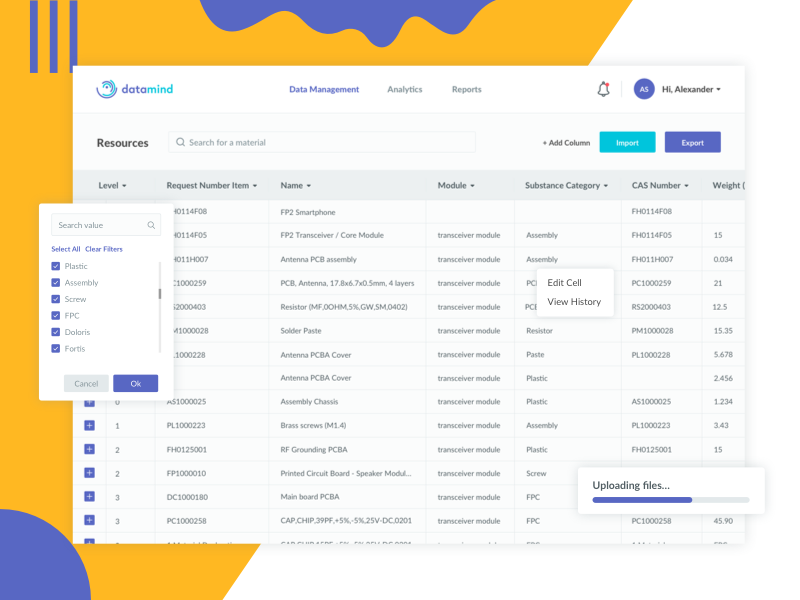 datamind
Data Management Analytics Reports
AS Hi, Alexander
Resources
Search for a material
+ Add Column Import Export
Level Request Number Item Name Module Substance Category CAS Number Weight (
H0114F08 FP2 Smartphone FH0114F08
H0114F05 FP2 Transceiver / Core Module transceiver module Assembly FH0114F05 15
H011H007 Antenna PCB assembly transceiver module Assembly FH011H007 0.034
C1000259 PCB, Antenna, 17.8x6.7x0.5mm, 4 layers transceiver module PC1000259 21
S2000403 Resistor (MF,0OHM,5%,GW,SM,0402) transceiver module RS2000403 12.5
M1000028 Solder Paste transceiver module Resistor PM1000028 15.35
1000228 Antenna PCBA Cover transceiver module Paste PL1000228 5.678
Antenna PCBA Cover transceiver module Plastic 2.456
0 AS1000025 Assembly Chassis transceiver module Plastic AS1000025 1.234
1 PL1000223 Brass screws (M1.4) transceiver module Assembly PL1000223 3.43
2 FH0125001 RF Grounding PCBA transceiver module Plastic FH0125001 15
2 FP1000010 Printed Circuit Board - Speaker Modul... transceiver module Screw
3 DC1000180 Main board PCBA transceiver module FPC
3 PC1000258 CAP,CHIP,39PF,+5%,-5%,25V-DC,0201 transceiver module FPC PC1000258 45.90
Search value
Select All Clear Filters
Plastic
Assembly
Screw
FPC
Doloris
Fortis
Cancel Ok
Edit Cell
View History
Uploading files...